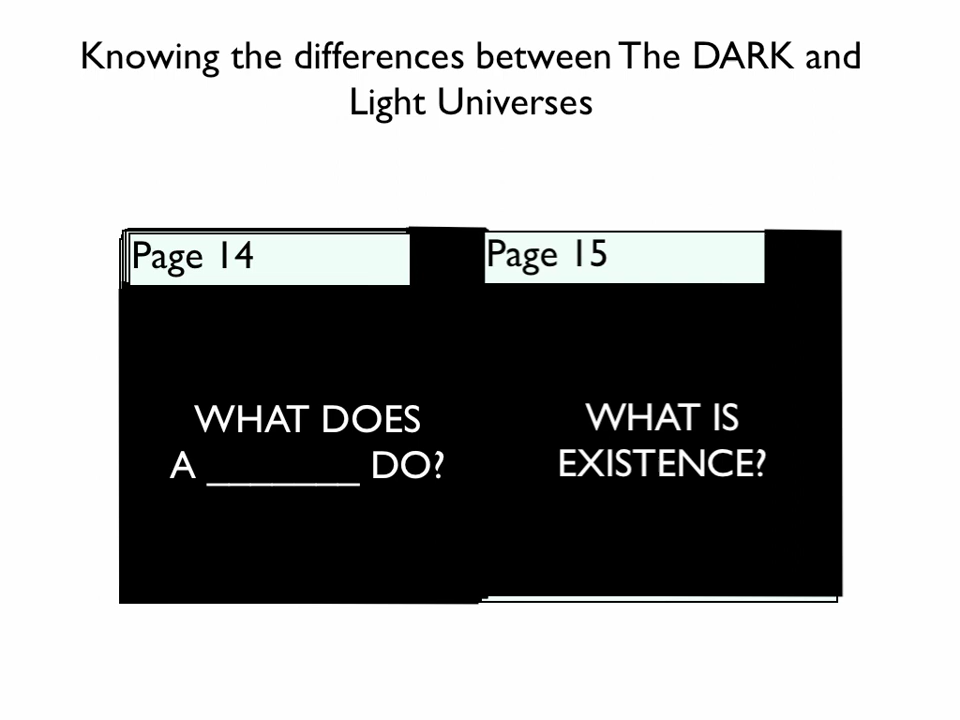 Knowing the differences between The DARK and
Light Universes
Page 14
WHAT DOES
A _______ DO?
Page 15
WHAT IS
EXISTENCE?